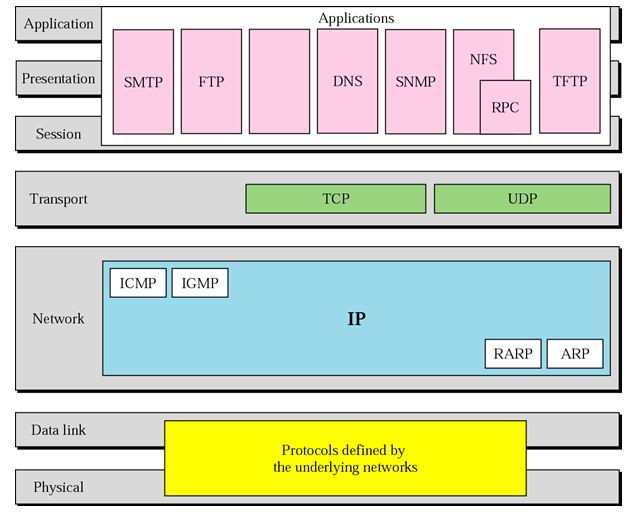 Application
Applications
Presentation
SMTP
FTP
DNS
SNMP
NFS
RPC
TFTP
Session
Transport
TCP
UDP
Network
ICMP
IGMP
IP
RARP
ARP
Data link
Protocols defined by
the underlying networks
Physical